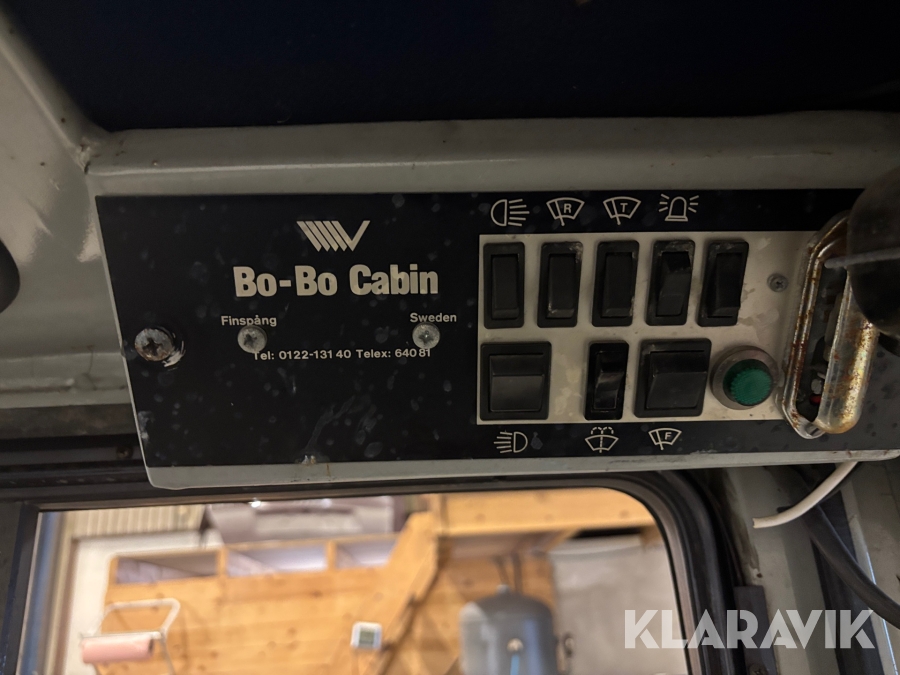 R T
Bo-Bo Cabin
Finspång Sweden
Tel: 0122-131 40 Telex: 640 81
F
KLARAVIK